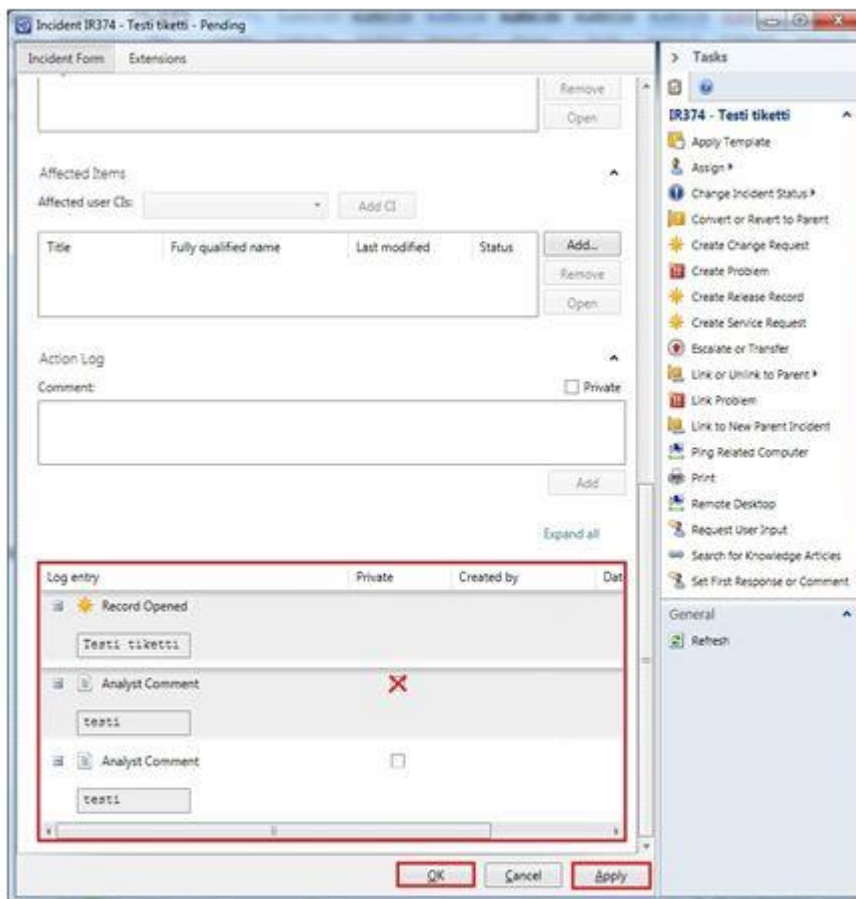 Incident IR374 - Testi tiketti - Pending
Incident Form Extensions
Remove
Open
Affected Items
Affected user CIs: Add CI
Title Fully qualified name Last modified Status Add...
Remove
Open
Action Log
Comment: Private
Add
Expand all
Log entry Private Created by Dat
Record Opened
Testi tiketti
Analyst Comment
testi
Analyst Comment
testi
OK Cancel Apply
Tasks
IR374 - Testi tiketti
Apply Template
Assign
Change Incident Status
Convert or Revert to Parent
Create Change Request
Create Problem
Create Release Record
Create Service Request
Escalate or Transfer
Link or Unlink to Parent
Link Problem
Link to New Parent Incident
Ping Related Computer
Print
Remote Desktop
Request User Input
Search for Knowledge Articles
Set First Response or Comment
General
Refresh